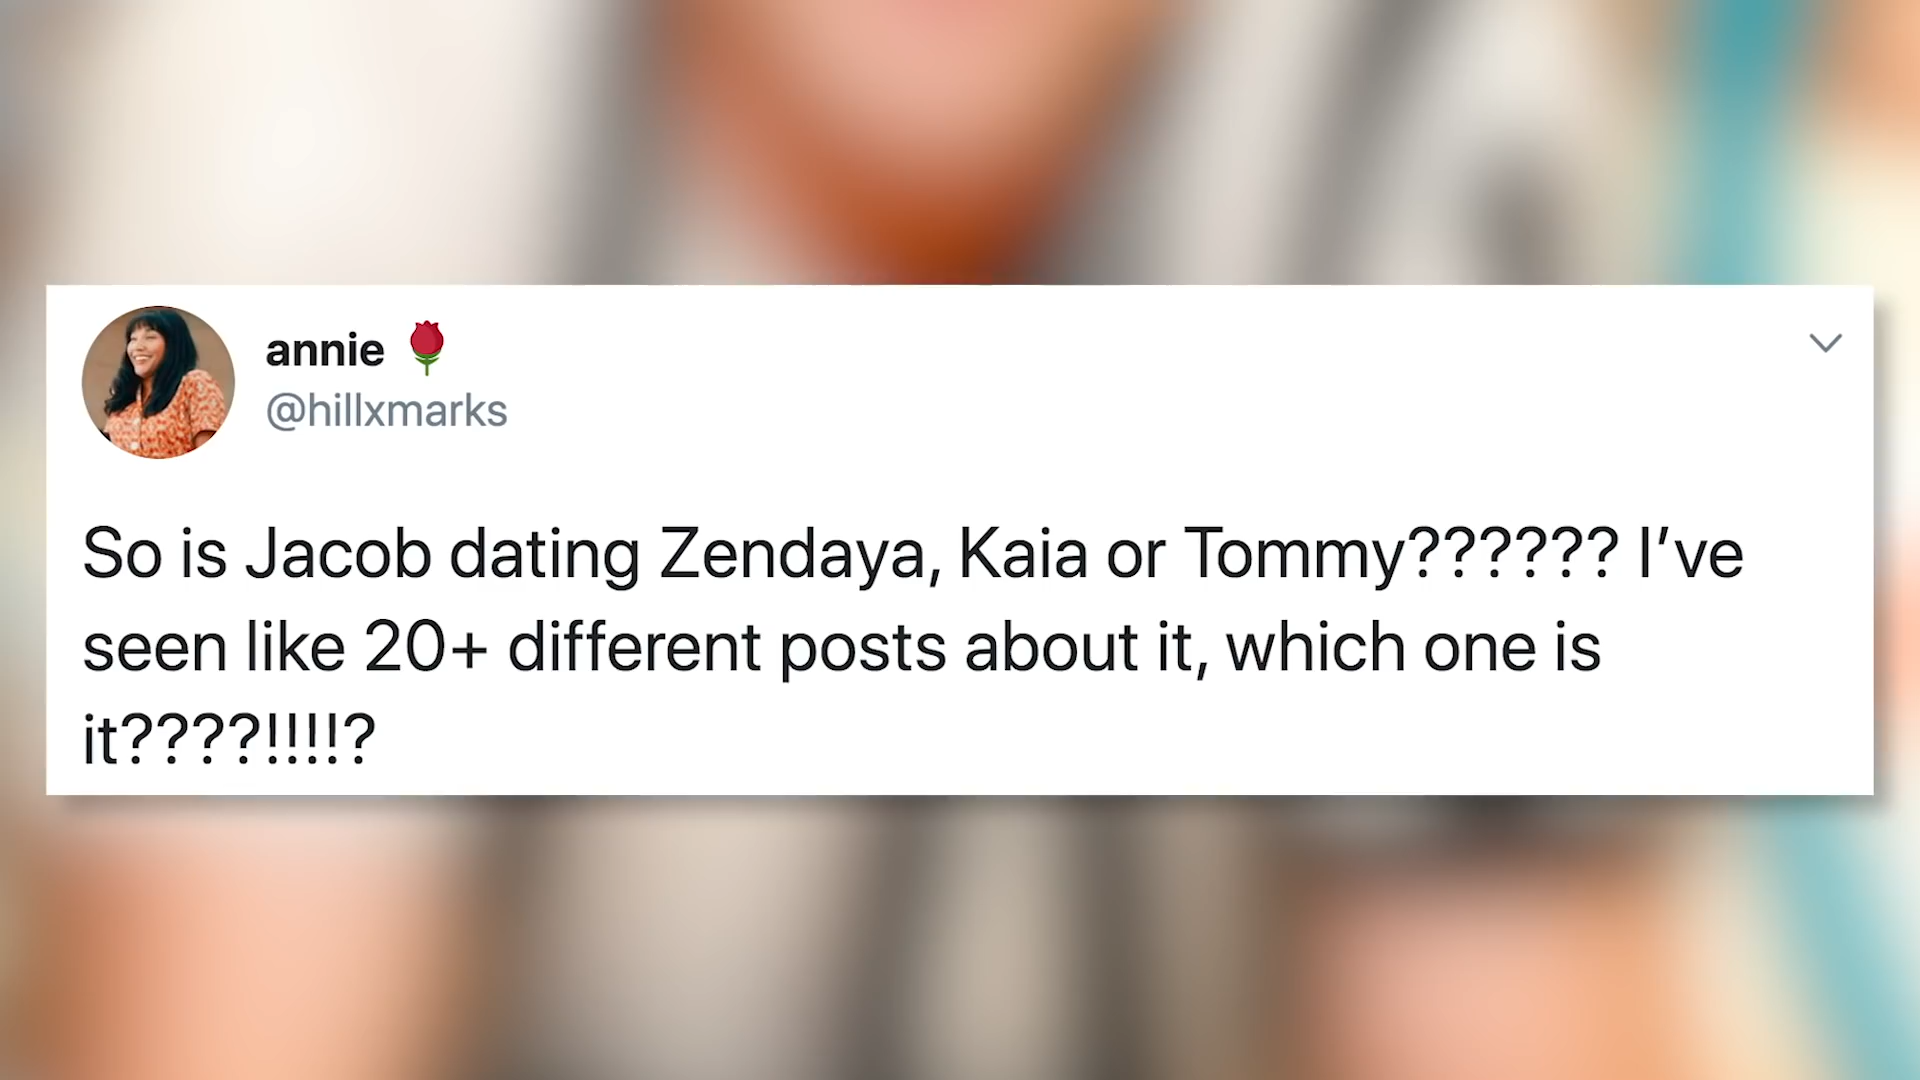 annie 🌹
@hillxmarks
So is Jacob dating Zendaya, Kaia or Tommy?????? I’ve
seen like 20+ different posts about it, which one is
it????!!!!?